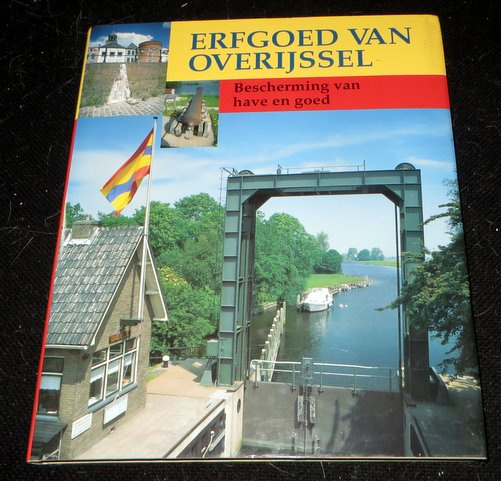 ERFGOED VAN
OVERIJSSEL
Bescherming van
have en goed